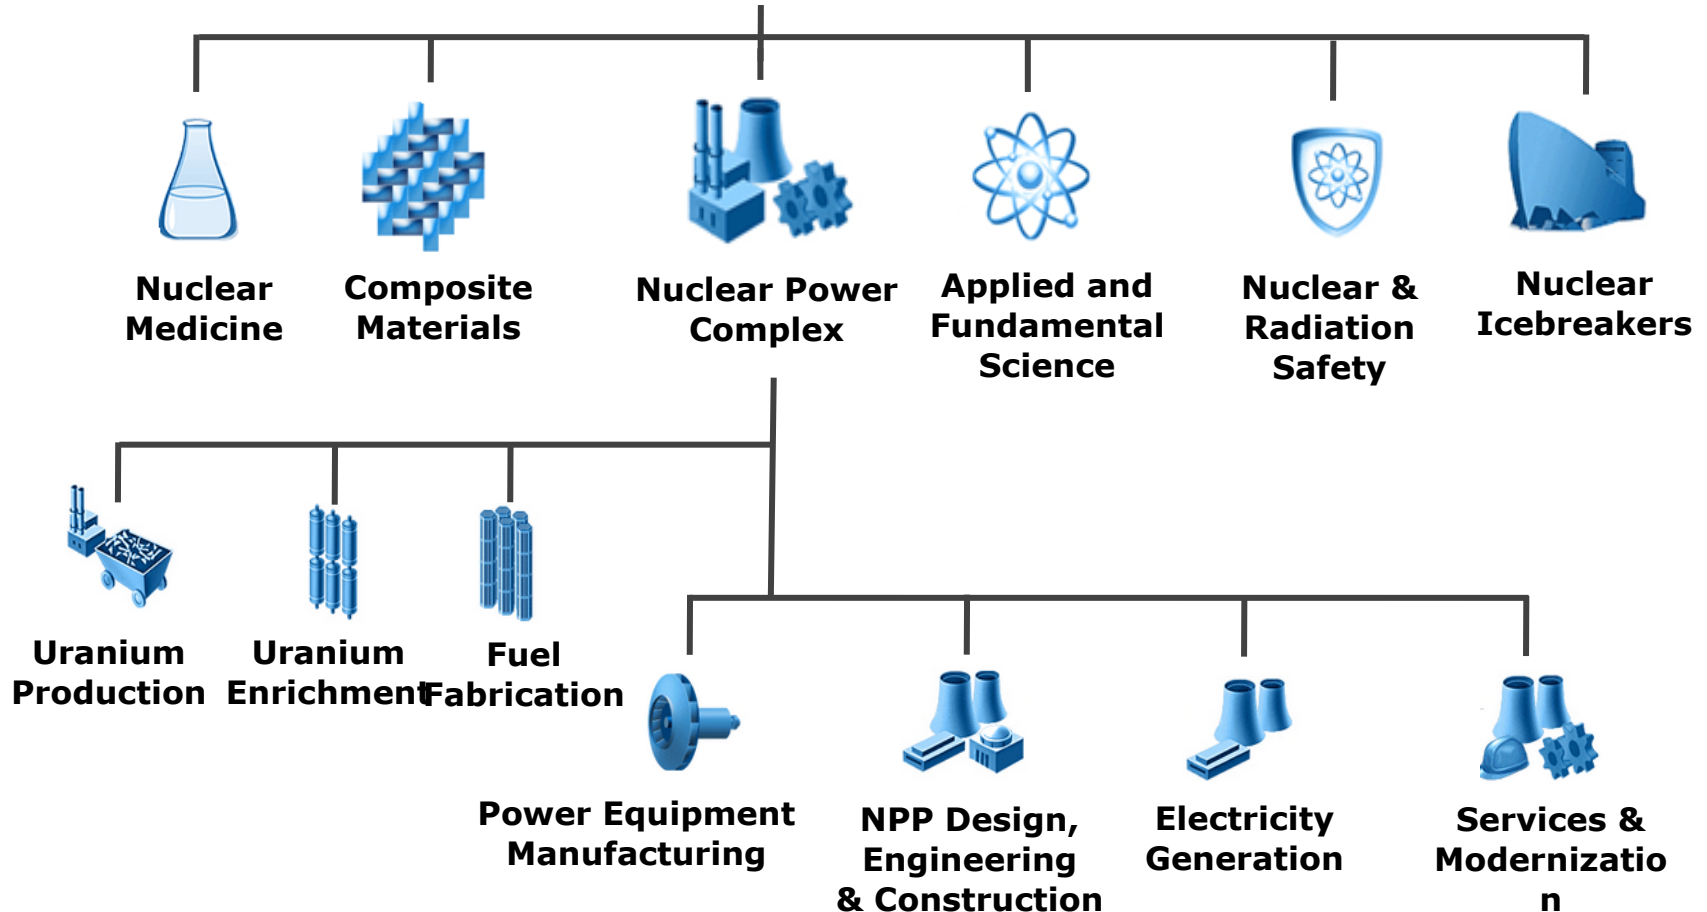 Nuclear
Medicine
Composite
Materials
Nuclear Power
Complex
Applied and
Fundamental
Science
Nuclear &
Radiation
Safety
Nuclear
Icebreakers
Uranium
Production
Uranium
Enrichment
Fuel
Fabrication
Power Equipment
Manufacturing
NPP Design,
Engineering
& Construction
Electricity
Generation
Services &
Modernizatio
n